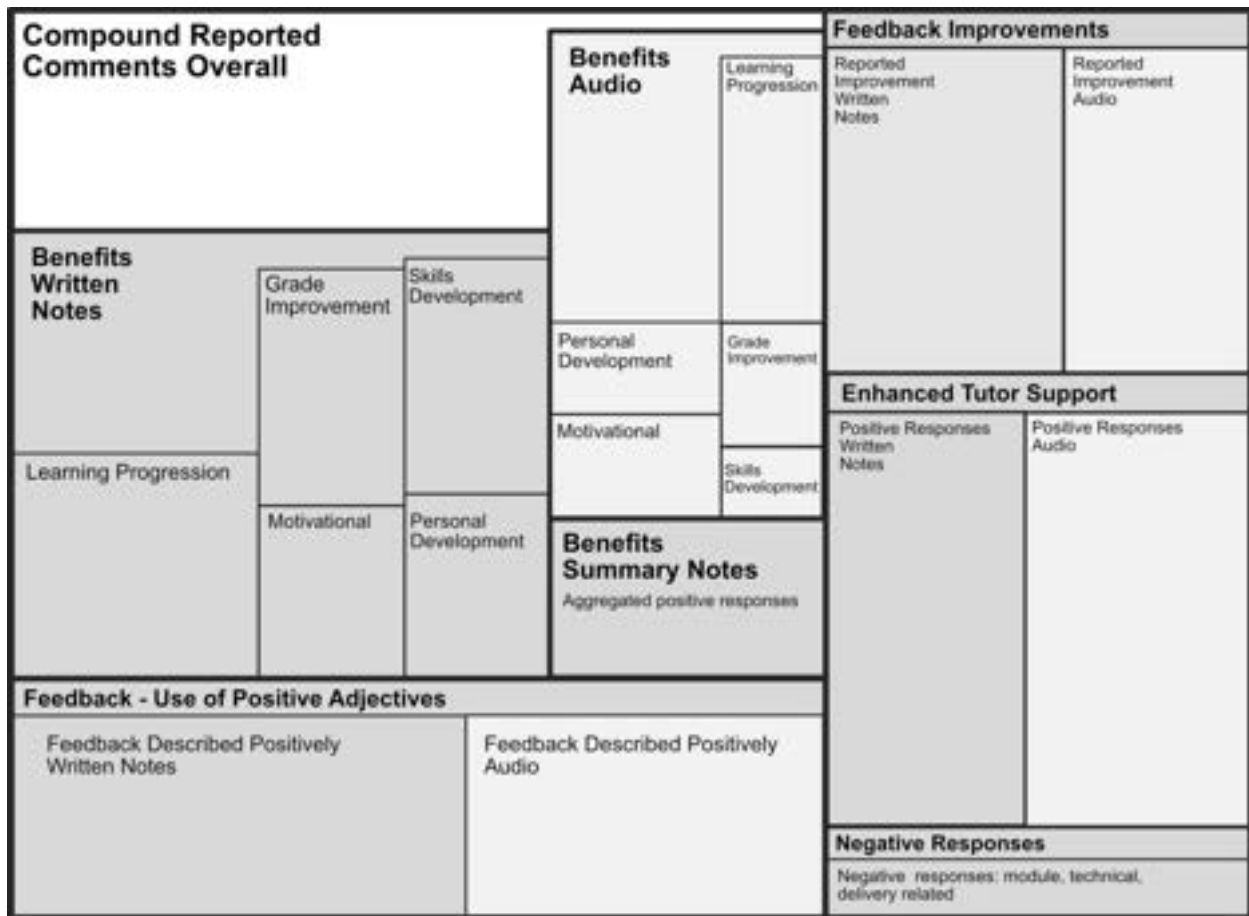 Compound Reported
Comments Overall
Benefits
Written
Notes
Grade
Improvement
Skills
Development
Learning Progression
Motivational
Personal
Development
Benefits
Audio
Learning
Progression
Personal
Development
Grade
Improvement
Motivational
Skills
Development
Benefits
Summary Notes
Aggregated positive responses
Feedback - Use of Positive Adjectives
Feedback Described Positively
Written Notes
Feedback Described Positively
Audio
Feedback Improvements
Reported
Improvement
Written
Notes
Reported
Improvement
Audio
Enhanced Tutor Support
Positive Responses
Written
Notes
Positive Responses
Audio
Negative Responses
Negative responses: module, technical,
delivery related